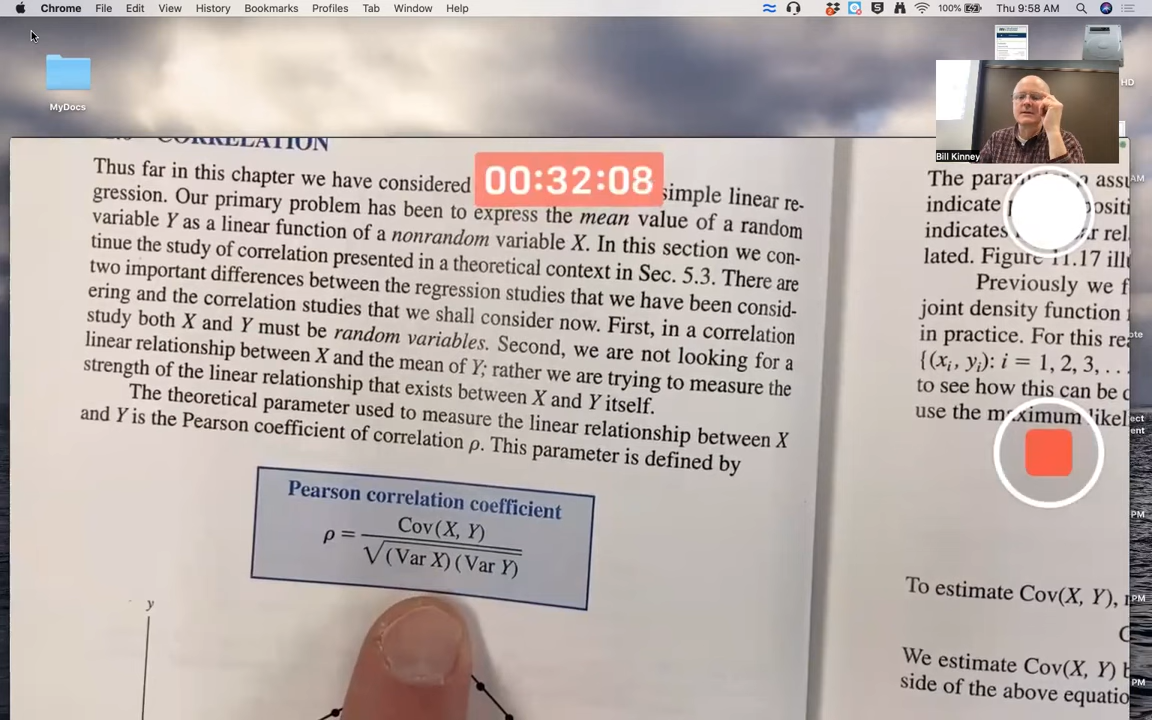 Chrome File Edit View History Bookmarks Profiles Tab Window Help
100% Thu 9:58 AM
MyDocs
HD
Bill Kinney
CORRELATION
00:32:08
Thus far in this chapter we have considered simple linear re-
gression. Our primary problem has been to express the mean value of a random
variable Y as a linear function of a nonrandom variable X. In this section we con-
tinue the study of correlation presented in a theoretical context in Sec. 5.3. There are
two important differences between the regression studies that we have been consid-
ering and the correlation studies that we shall consider now. First, in a correlation
study both X and Y must be random variables. Second, we are not looking for a
linear relationship between X and the mean of Y; rather we are trying to measure the
strength of the linear relationship that exists between X and Y itself.
The theoretical parameter used to measure the linear relationship between X
and Y is the Pearson coefficient of correlation ρ. This parameter is defined by
Pearson correlation coefficient
ρ = Cov(X, Y) / √(Var X)(Var Y)
y
The assu
indicate
indicates rel
lated. Figure 11.17
Previously we
joint density function
in practice. For this
{(xᵢ, yᵢ): i = 1, 2, 3, . . .
to see how this can be
use the
To estimate Cov(X, Y),
We estimate Cov(X, Y)
side of the above
AM
PM
PM
PM